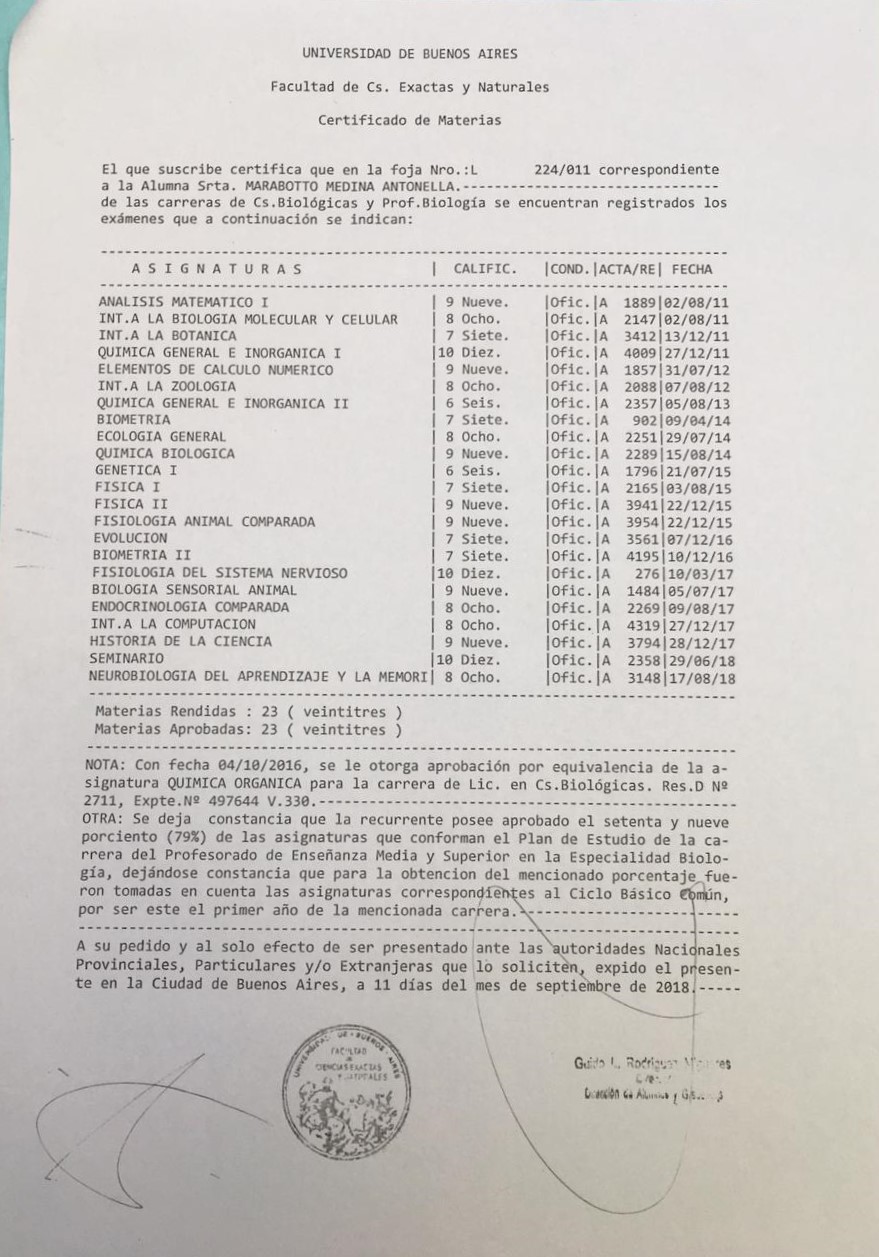 UNIVERSIDAD DE BUENOS AIRES
Facultad de Cs. Exactas y Naturales
Certificado de Materias
El que suscribe certifica que en la foja Nro.:L 224/011 correspondiente
a la Alumna Srta. MARABOTTO MEDINA ANTONELLA.--------------------------------
de las carreras de Cs.Biológicas y Prof.Biología se encuentran registrados los
exámenes que a continuación se indican:
-------------------------------------------------------------------------------
A S I G N A T U R A S | CALIFIC. |COND.|ACTA/RE| FECHA
-------------------------------------------------------------------------------
ANALISIS MATEMATICO I | 9 Nueve. |Ofic.|A 1889|02/08/11
INT.A LA BIOLOGIA MOLECULAR Y CELULAR | 8 Ocho. |Ofic.|A 2147|02/08/11
INT.A LA BOTANICA | 7 Siete. |Ofic.|A 3412|13/12/11
QUIMICA GENERAL E INORGANICA I |10 Diez. |Ofic.|A 4009|27/12/11
ELEMENTOS DE CALCULO NUMERICO | 9 Nueve. |Ofic.|A 1857|31/07/12
INT.A LA ZOOLOGIA | 8 Ocho. |Ofic.|A 2088|07/08/12
QUIMICA GENERAL E INORGANICA II | 6 Seis. |Ofic.|A 2357|05/08/13
BIOMETRIA | 7 Siete. |Ofic.|A 902|09/04/14
ECOLOGIA GENERAL | 8 Ocho. |Ofic.|A 2251|29/07/14
QUIMICA BIOLOGICA | 9 Nueve. |Ofic.|A 2289|15/08/14
GENETICA I | 6 Seis. |Ofic.|A 1796|21/07/15
FISICA I | 7 Siete. |Ofic.|A 2165|03/08/15
FISICA II | 9 Nueve. |Ofic.|A 3941|22/12/15
FISIOLOGIA ANIMAL COMPARADA | 9 Nueve. |Ofic.|A 3954|22/12/15
EVOLUCION | 7 Siete. |Ofic.|A 3561|07/12/16
BIOMETRIA II | 7 Siete. |Ofic.|A 4195|10/12/16
FISIOLOGIA DEL SISTEMA NERVIOSO |10 Diez. |Ofic.|A 276|10/03/17
BIOLOGIA SENSORIAL ANIMAL | 9 Nueve. |Ofic.|A 1484|05/07/17
ENDOCRINOLOGIA COMPARADA | 8 Ocho. |Ofic.|A 2269|09/08/17
INT.A LA COMPUTACION | 8 Ocho. |Ofic.|A 4319|27/12/17
HISTORIA DE LA CIENCIA | 9 Nueve. |Ofic.|A 3794|28/12/17
SEMINARIO |10 Diez. |Ofic.|A 2358|29/06/18
NEUROBIOLOGIA DEL APRENDIZAJE Y LA MEMORI| 8 Ocho. |Ofic.|A 3148|17/08/18
-------------------------------------------------------------------------------
Materias Rendidas : 23 ( veintitres )
Materias Aprobadas: 23 ( veintitres )
-------------------------------------------------------------------------------
NOTA: Con fecha 04/10/2016, se le otorga aprobación por equivalencia de la a-
signatura QUIMICA ORGANICA para la carrera de Lic. en Cs.Biológicas. Res.D Nº
2711, Expte.Nº 497644 V.330.--------------------------------------------------
OTRA: Se deja constancia que la recurrente posee aprobado el setenta y nueve
porciento (79%) de las asignaturas que conforman el Plan de Estudio de la ca-
rrera del Profesorado de Enseñanza Media y Superior en la Especialidad Biolo-
gía, dejándose constancia que para la obtencion del mencionado porcentaje fue-
ron tomadas en cuenta las asignaturas correspondientes al Ciclo Básico Común,
por ser este el primer año de la mencionada carrera.--------------------------
-------------------------------------------------------------------------------
A su pedido y al solo efecto de ser presentado ante las autoridades Nacionales
Provinciales, Particulares y/o Extranjeras que lo soliciten, expido el presen-
te en la Ciudad de Buenos Aires, a 11 días del mes de septiembre de 2018.-----
UNIVERSIDAD DE BUENOS AIRES
FACULTAD
DE
CIENCIAS EXACTAS
Y NATURALES
Guido L. Rodriguez
Dirección de Alumnos y